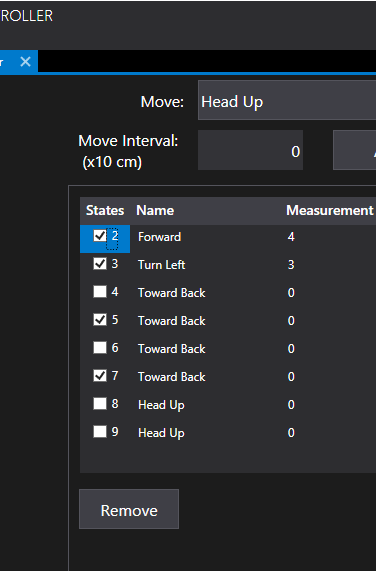 ROLLER
r
Move: Head Up
Move Interval: 0
(x10 cm)
States Name Measurement
2 Forward 4
3 Turn Left 3
4 Toward Back 0
5 Toward Back 0
6 Toward Back 0
7 Toward Back 0
8 Head Up 0
9 Head Up 0
Remove